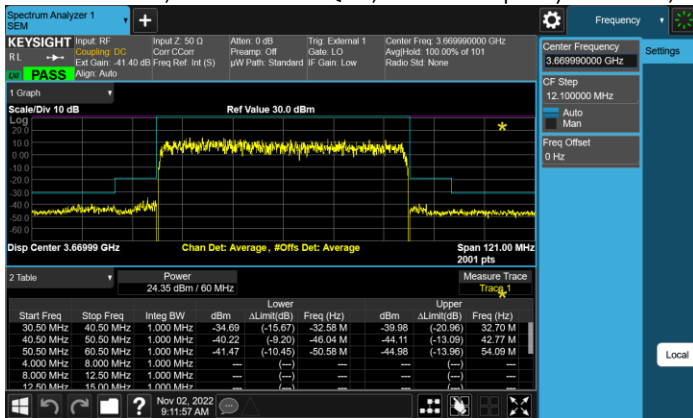 Spectrum Analyzer 1
SEM
+
Frequency
KEYSIGHT
RL
LXI
PASS
Input: RF
Coupling: DC
Ext Gain: -41.40 dB
Align: Auto
Input Z: 50 Ω
Corr CCorr
Freq Ref: Int (S)
Atten: 0 dB
Preamp: Off
µW Path: Standard
Trig: External 1
Gate: LO
IF Gain: Low
Center Freq: 3.669990000 GHz
Avg|Hold: 100.00% of 101
Radio Std: None
Center Frequency
3.669990000 GHz
Settings
CF Step
12.100000 MHz
Auto
Man
Freq Offset
0 Hz
Local
1 Graph
Scale/Div 10 dB
Ref Value 30.0 dBm
Log
20.0
10.0
0.00
-10.0
-20.0
-30.0
-40.0
-50.0
-60.0
Disp Center 3.66999 GHz
Chan Det: Average, #Offs Det: Average
Span 121.00 MHz
2001 pts
2 Table
Power
24.35 dBm / 60 MHz
Measure Trace
Trace 1
Lower Upper
Start Freq Stop Freq Integ BW dBm ΔLimit(dB) Freq (Hz) dBm ΔLimit(dB) Freq (Hz)
30.50 MHz 40.50 MHz 1.000 MHz -34.69 (-15.67) -32.58 M -39.98 (-20.96) 32.70 M
40.50 MHz 50.50 MHz 1.000 MHz -40.22 (-9.20) -46.04 M -44.11 (-13.09) 42.77 M
50.50 MHz 60.50 MHz 1.000 MHz -41.47 (-10.45) -50.58 M -44.98 (-13.96) 54.09 M
4.000 MHz 8.000 MHz 1.000 MHz --- (---) --- (---)
8.000 MHz 12.50 MHz 1.000 MHz --- (---) --- (---)
12.50 MHz 15.00 MHz 1.000 MHz --- (---) --- (---)
?
Nov 02, 2022
9:11:57 AM